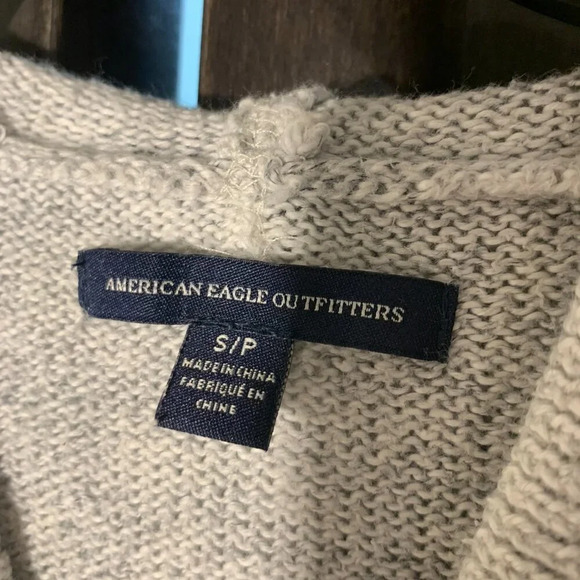 AMERICAN EAGLE OUTFITTERS
S/P
MADE IN CHINA
FABRIQUÉ EN
CHINE